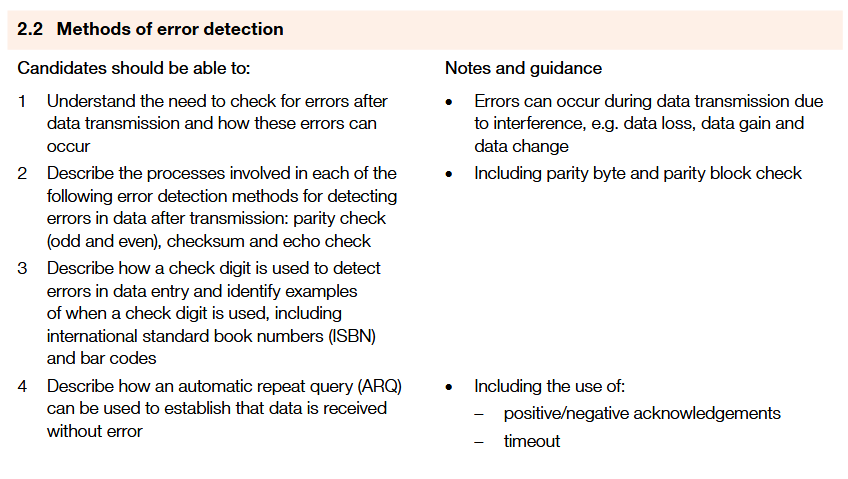 2.2 Methods of error detection
Candidates should be able to:
Notes and guidance
1 Understand the need to check for errors after
data transmission and how these errors can
occur
• Errors can occur during data transmission due
to interference, e.g. data loss, data gain and
data change
2 Describe the processes involved in each of the
following error detection methods for detecting
errors in data after transmission: parity check
(odd and even), checksum and echo check
• Including parity byte and parity block check
3 Describe how a check digit is used to detect
errors in data entry and identify examples
of when a check digit is used, including
international standard book numbers (ISBN)
and bar codes
4 Describe how an automatic repeat query (ARQ)
can be used to establish that data is received
without error
• Including the use of:
– positive/negative acknowledgements
– timeout